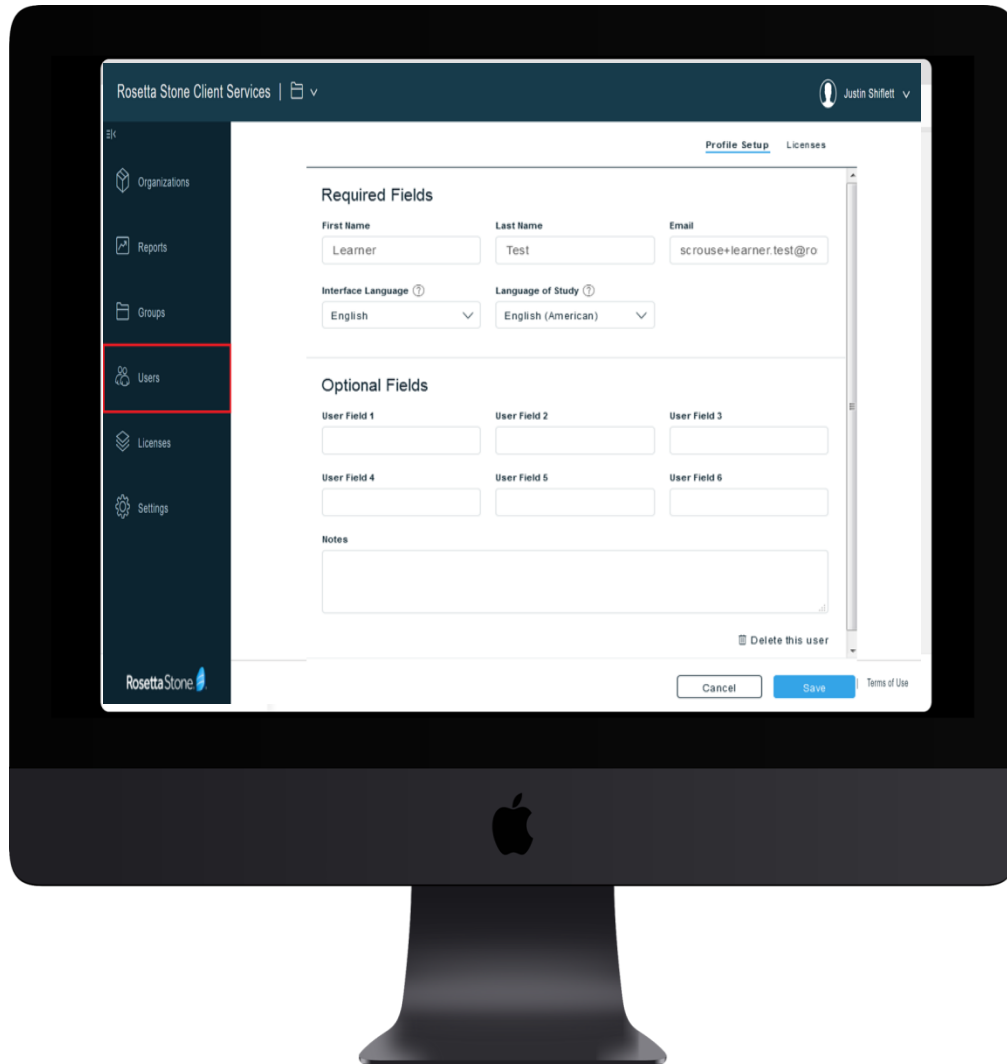 Rosetta Stone Client Services |
Justin Shiflett
Profile Setup Licenses
Organizations
Reports
Groups
Users
Licenses
Settings
Required Fields
First Name Last Name Email
Learner Test scrouse+learner.test@ro
Interface Language ? Language of Study ?
English English (American)
Optional Fields
User Field 1 User Field 2 User Field 3
User Field 4 User Field 5 User Field 6
Notes
Delete this user
RosettaStone.
Cancel Save | Terms of Use